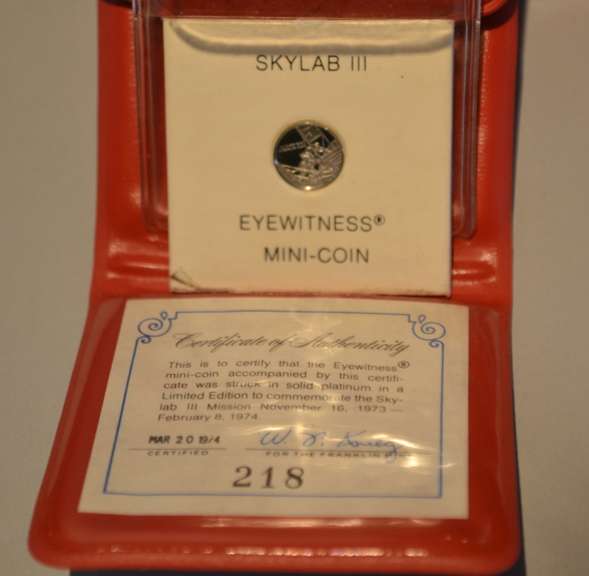 SKYLAB III
EYEWITNESS®
MINI-COIN
Certificate of Authenticity
This is to certify that the Eyewitness®
mini-coin accompanied by this certifi-
cate was struck in solid platinum in a
Limited Edition to commemorate the Sky-
lab III Mission November 16, 1973 —
February 8, 1974.
MAR 20 1974
CERTIFIED FOR THE FRANKLIN MINT
218